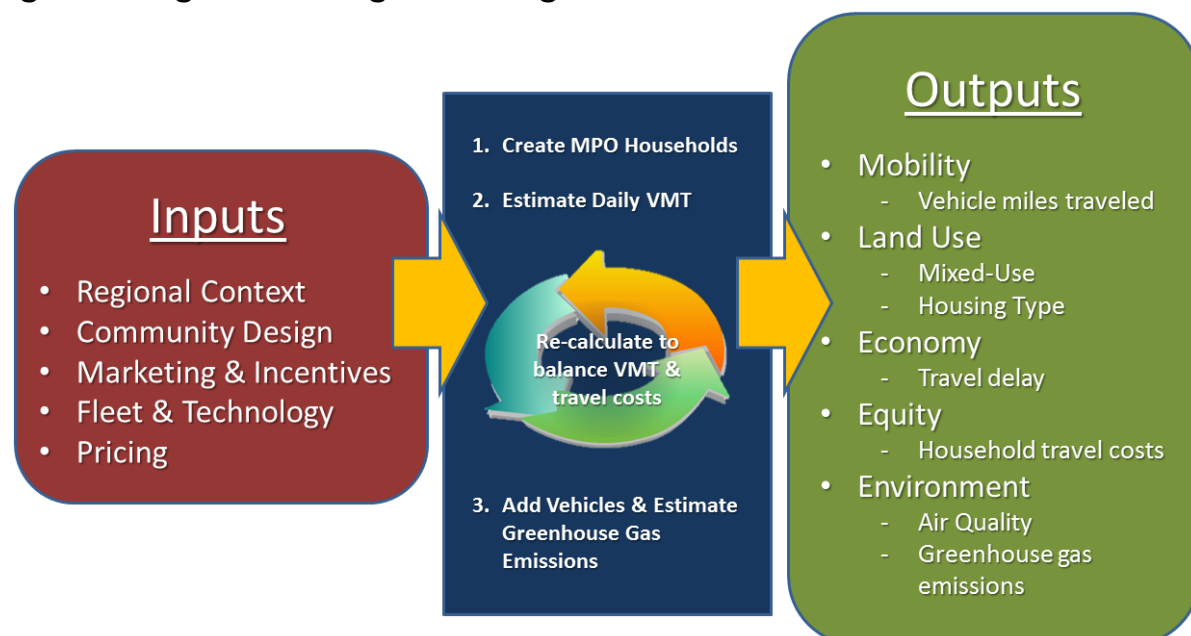 Inputs
• Regional Context
• Community Design
• Marketing & Incentives
• Fleet & Technology
• Pricing
1. Create MPO Households
2. Estimate Daily VMT
Re-calculate to
balance VMT &
travel costs
3. Add Vehicles & Estimate
Greenhouse Gas
Emissions
Outputs
• Mobility
- Vehicle miles traveled
• Land Use
- Mixed-Use
- Housing Type
• Economy
- Travel delay
• Equity
- Household travel costs
• Environment
- Air Quality
- Greenhouse gas
emissions